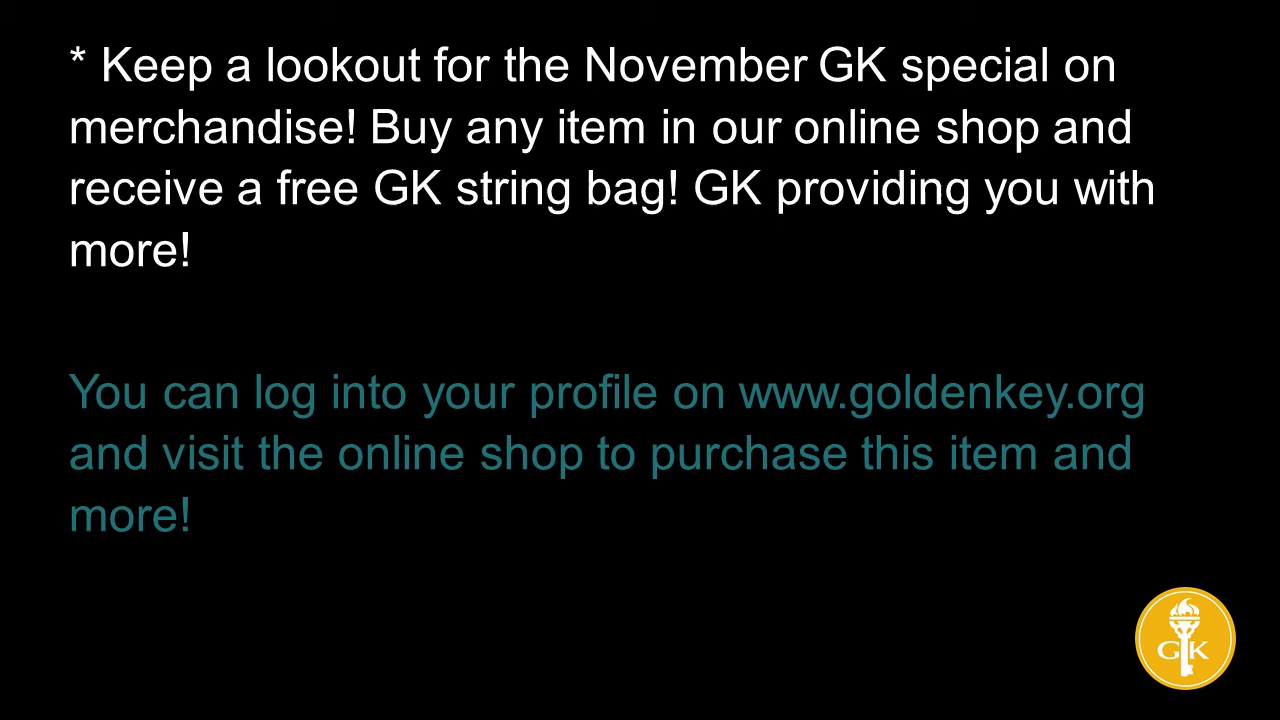 * Keep a lookout for the November GK special on
merchandise! Buy any item in our online shop and
receive a free GK string bag! GK providing you with
more!
You can log into your profile on www.goldenkey.org
and visit the online shop to purchase this item and
more!
G K